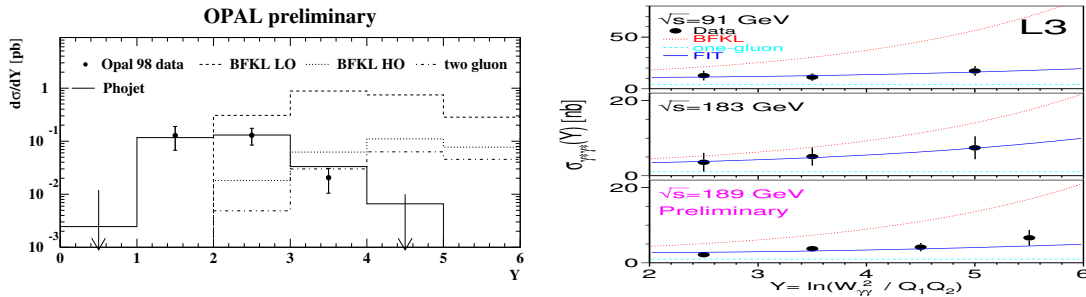 OPAL preliminary
dσ/dY [pb]
Opal 98 data
BFKL LO
BFKL HO
two gluon
Phojet
1
10 -1
10 -2
10 -3
0 1 2 3 4 5 6
Y
L3
√s=91 GeV
Data
BFKL
one-gluon
FIT
50
0
√s=183 GeV
20
0
√s=189 GeV
Preliminary
20
0
σγ*γ*(Y) [nb]
2 3 4 5 6
Y= ln(Wγγ 2 / Q1Q2)